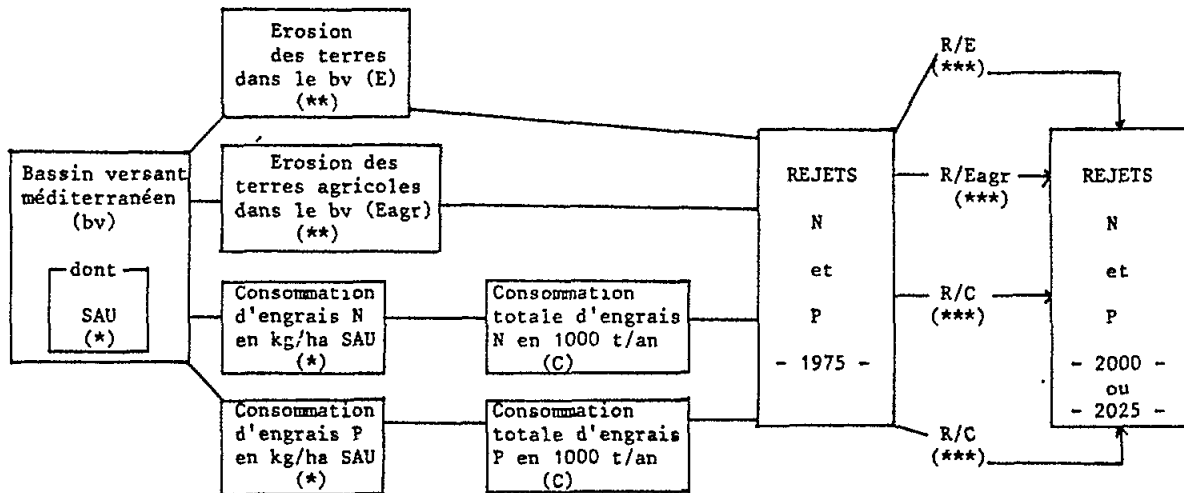 Erosion
des terres
dans le bv (E)
(**)
Bassin versant
méditerranéen
(bv)
dont
SAU
(*)
Erosion des
terres agricoles
dans le bv (Eagr)
(**)
Consommation
d'engrais N
en kg/ha SAU
(*)
Consommation
totale d'engrais
N en 1000 t/an
(C)
Consommation
d'engrais P
en kg/ha SAU
(*)
Consommation
totale d'engrais
P en 1000 t/an
(C)
REJETS
N
et
P
- 1975 -
R/E
(***)
R/Eagr
(***)
R/C
(***)
R/C
(***)
REJETS
N
et
P
- 2000 -
ou
- 2025 -